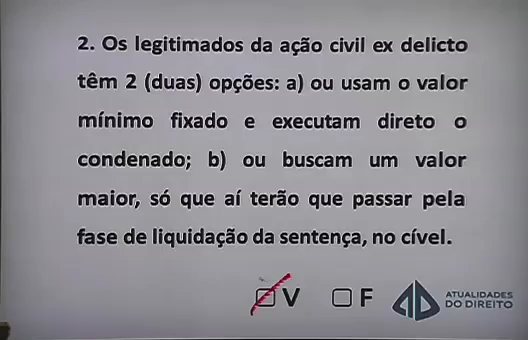 2. Os legitimados da ação civil ex delicto
têm 2 (duas) opções: a) ou usam o valor
mínimo fixado e executam direto o
condenado; b) ou buscam um valor
maior, só que aí terão que passar pela
fase de liquidação da sentença, no cível.
V F
ATUALIDADES
DO DIREITO